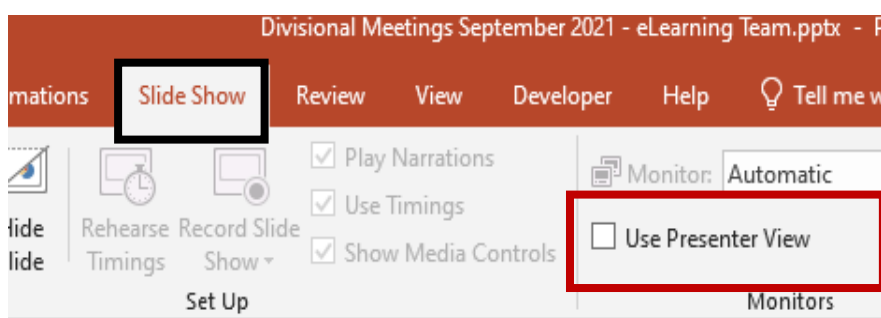 Divisional Meetings September 2021 - eLearning Team.pptx - P
mations Slide Show Review View Developer Help Tell me w
Play Narrations
Monitor: Automatic
Use Timings
Hide Rehearse Record Slide
Use Presenter View
Show Media Controls
lide Timings Show
Set Up Monitors